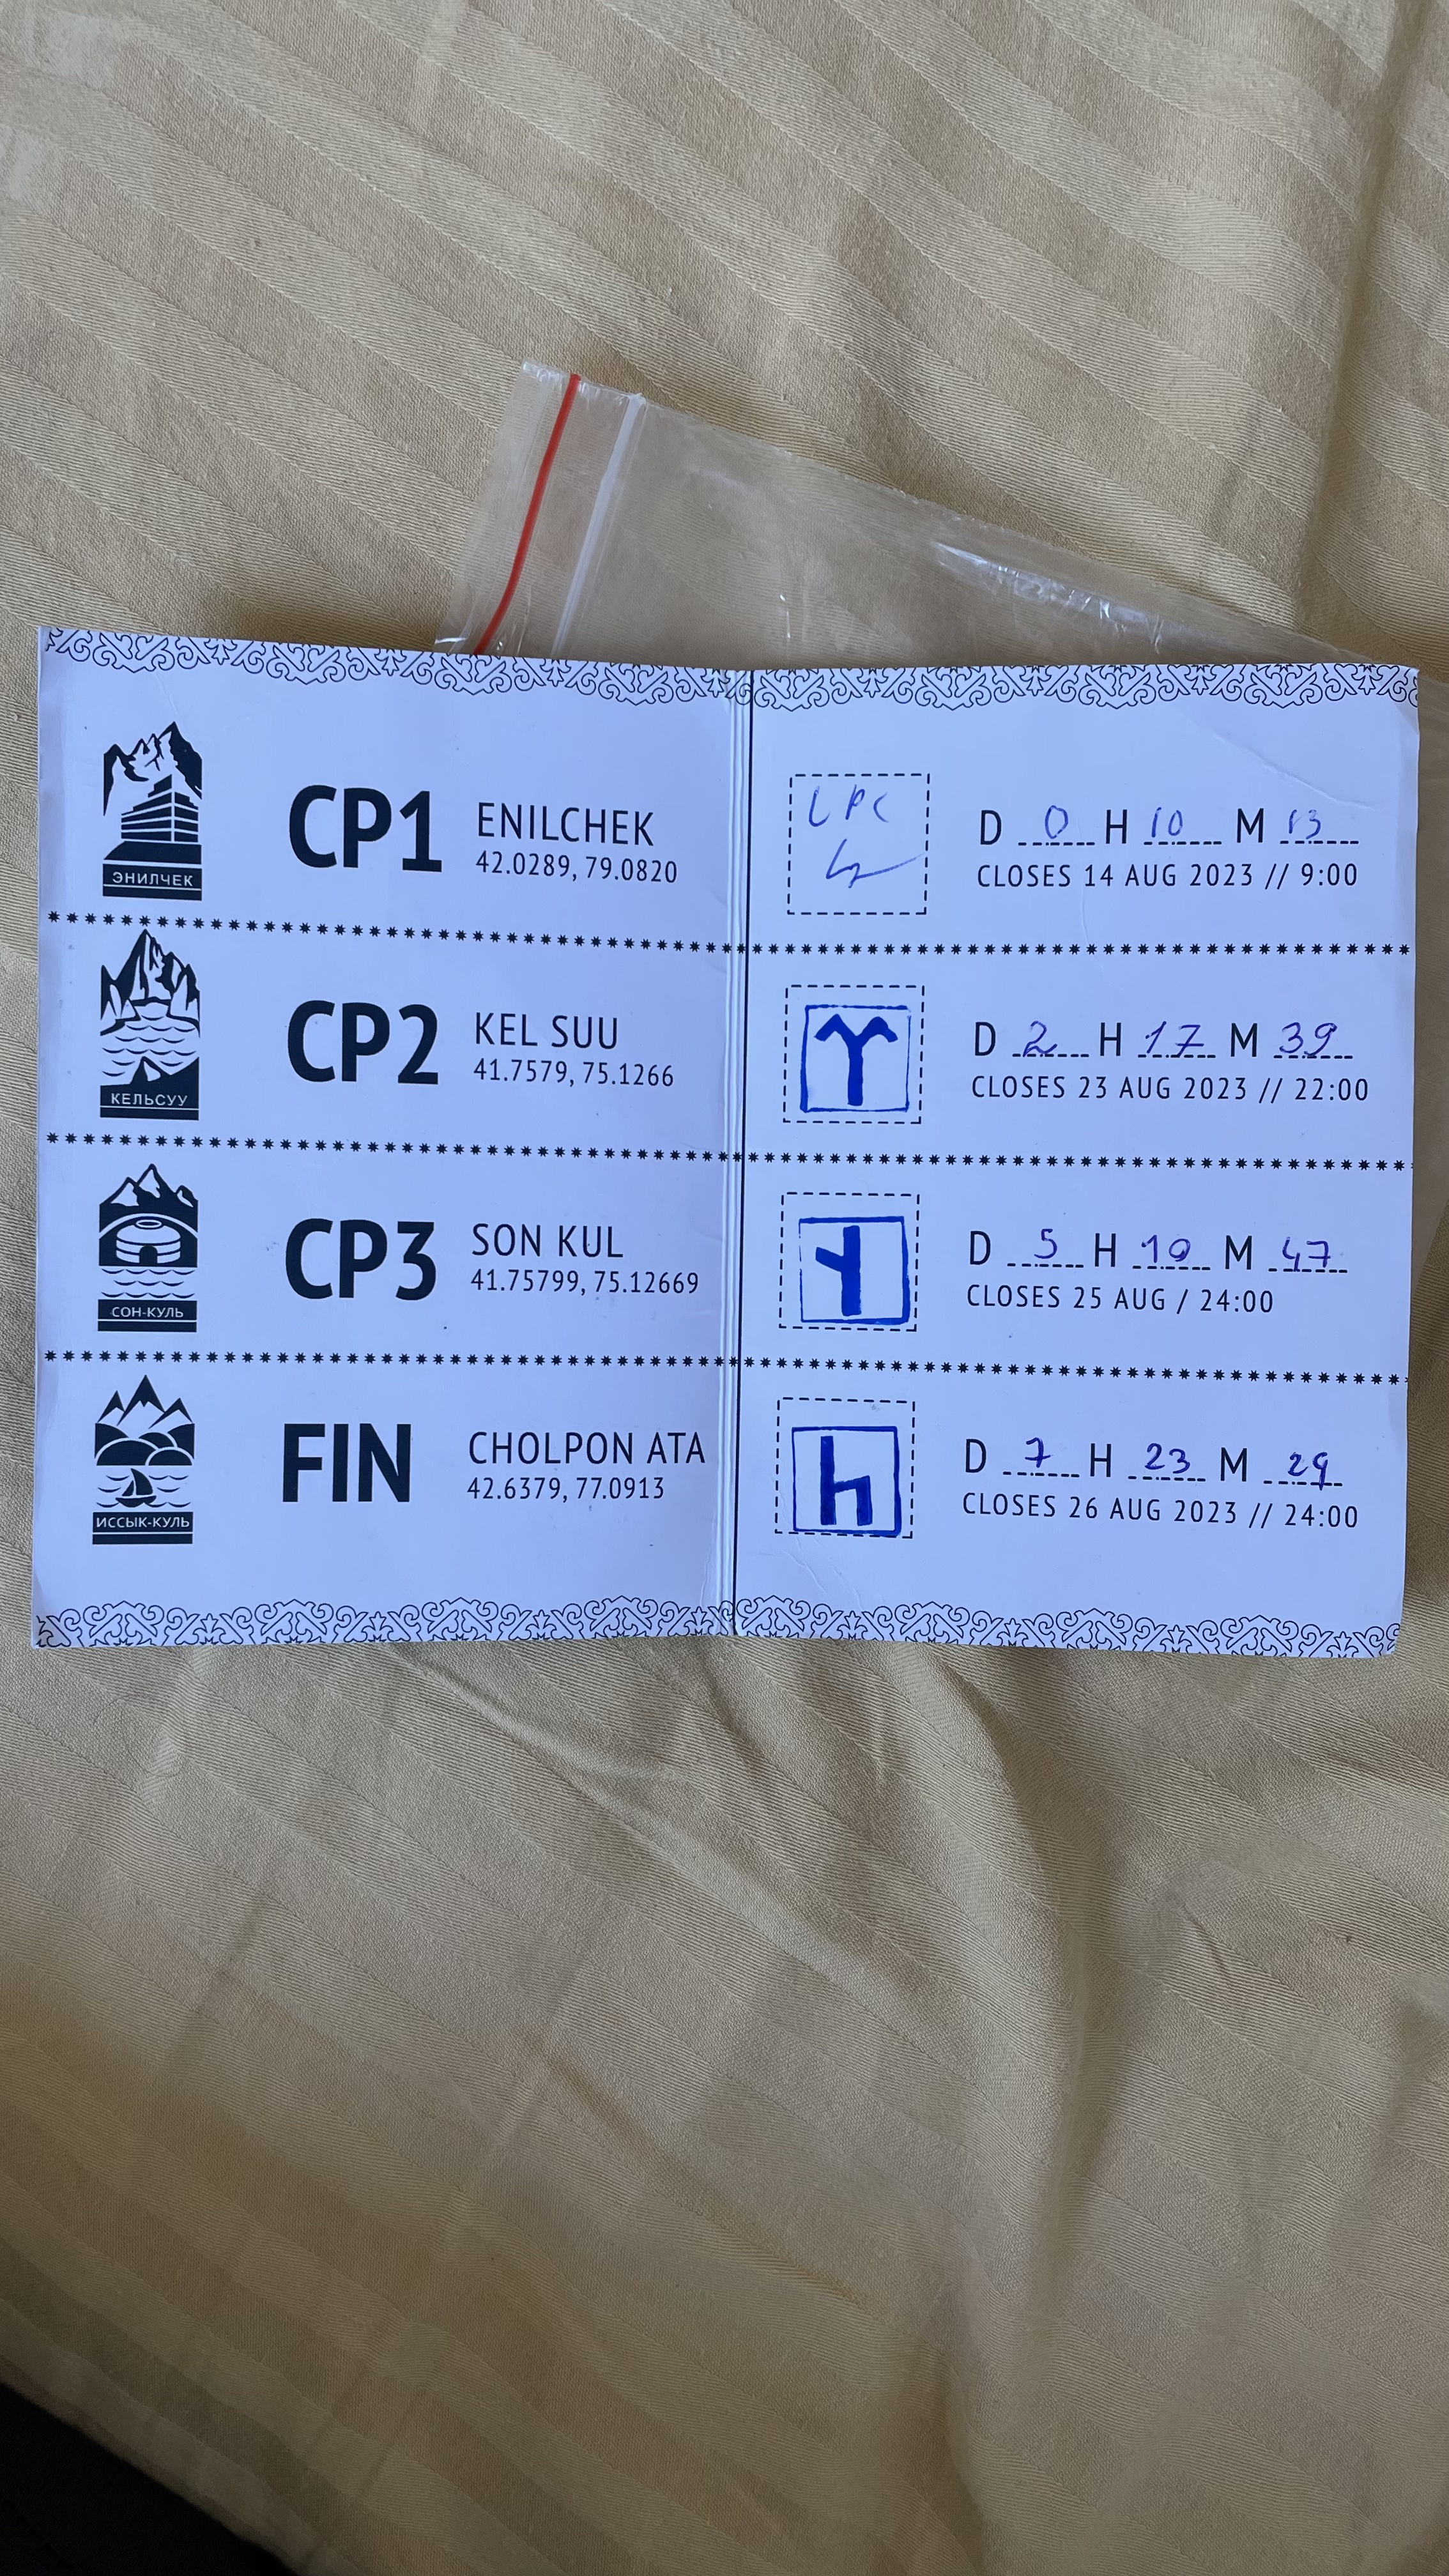 ЭНИЛЧЕК
CP1
ENILCHEK
42.0289, 79.0820
LPC
D 0 H 10 M 13
CLOSES 14 AUG 2023 // 9:00
КЕЛЬСУУ
CP2
KEL SUU
41.7579, 75.1266
D 2 H 17 M 39
CLOSES 23 AUG 2023 // 22:00
СОН-КУЛЬ
CP3
SON KUL
41.75799, 75.12669
D 5 H 19 M 47
CLOSES 25 AUG / 24:00
ИССЫК-КУЛЬ
FIN
CHOLPON ATA
42.6379, 77.0913
D 7 H 23 M 29
CLOSES 26 AUG 2023 // 24:00